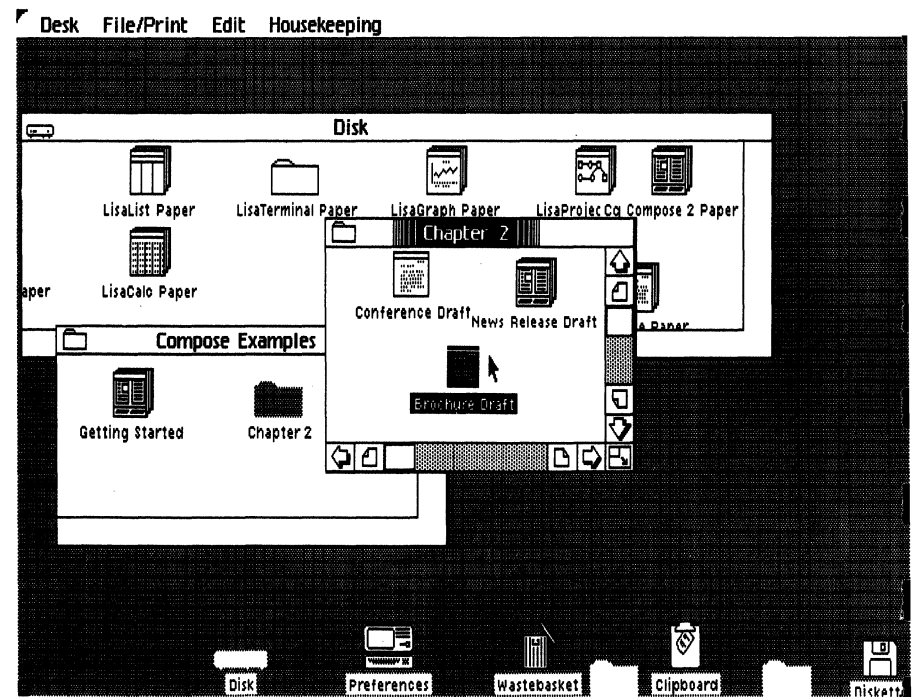 Desk File/Print Edit Housekeeping
Disk
LisaList Paper LisaTerminal Paper LisaGraph Paper LisaProjec Cq Compose 2 Paper
Chapter 2
aper LisaCalc Paper
Conference Draft News Release Draft
e Paper
Compose Examples
Brochure Draft
Getting Started Chapter 2
Disk Preferences Wastebasket Clipboard Diskett